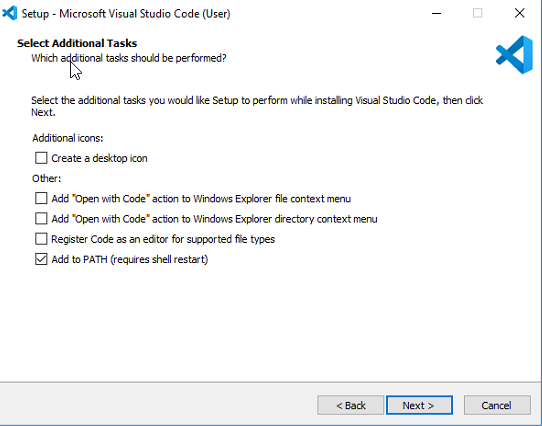 Setup - Microsoft Visual Studio Code (User)
Select Additional Tasks
Which additional tasks should be performed?
Select the additional tasks you would like Setup to perform while installing Visual Studio Code, then click
Next.
Additional icons:
Create a desktop icon
Other:
Add "Open with Code" action to Windows Explorer file context menu
Add "Open with Code" action to Windows Explorer directory context menu
Register Code as an editor for supported file types
Add to PATH (requires shell restart)
< Back Next > Cancel